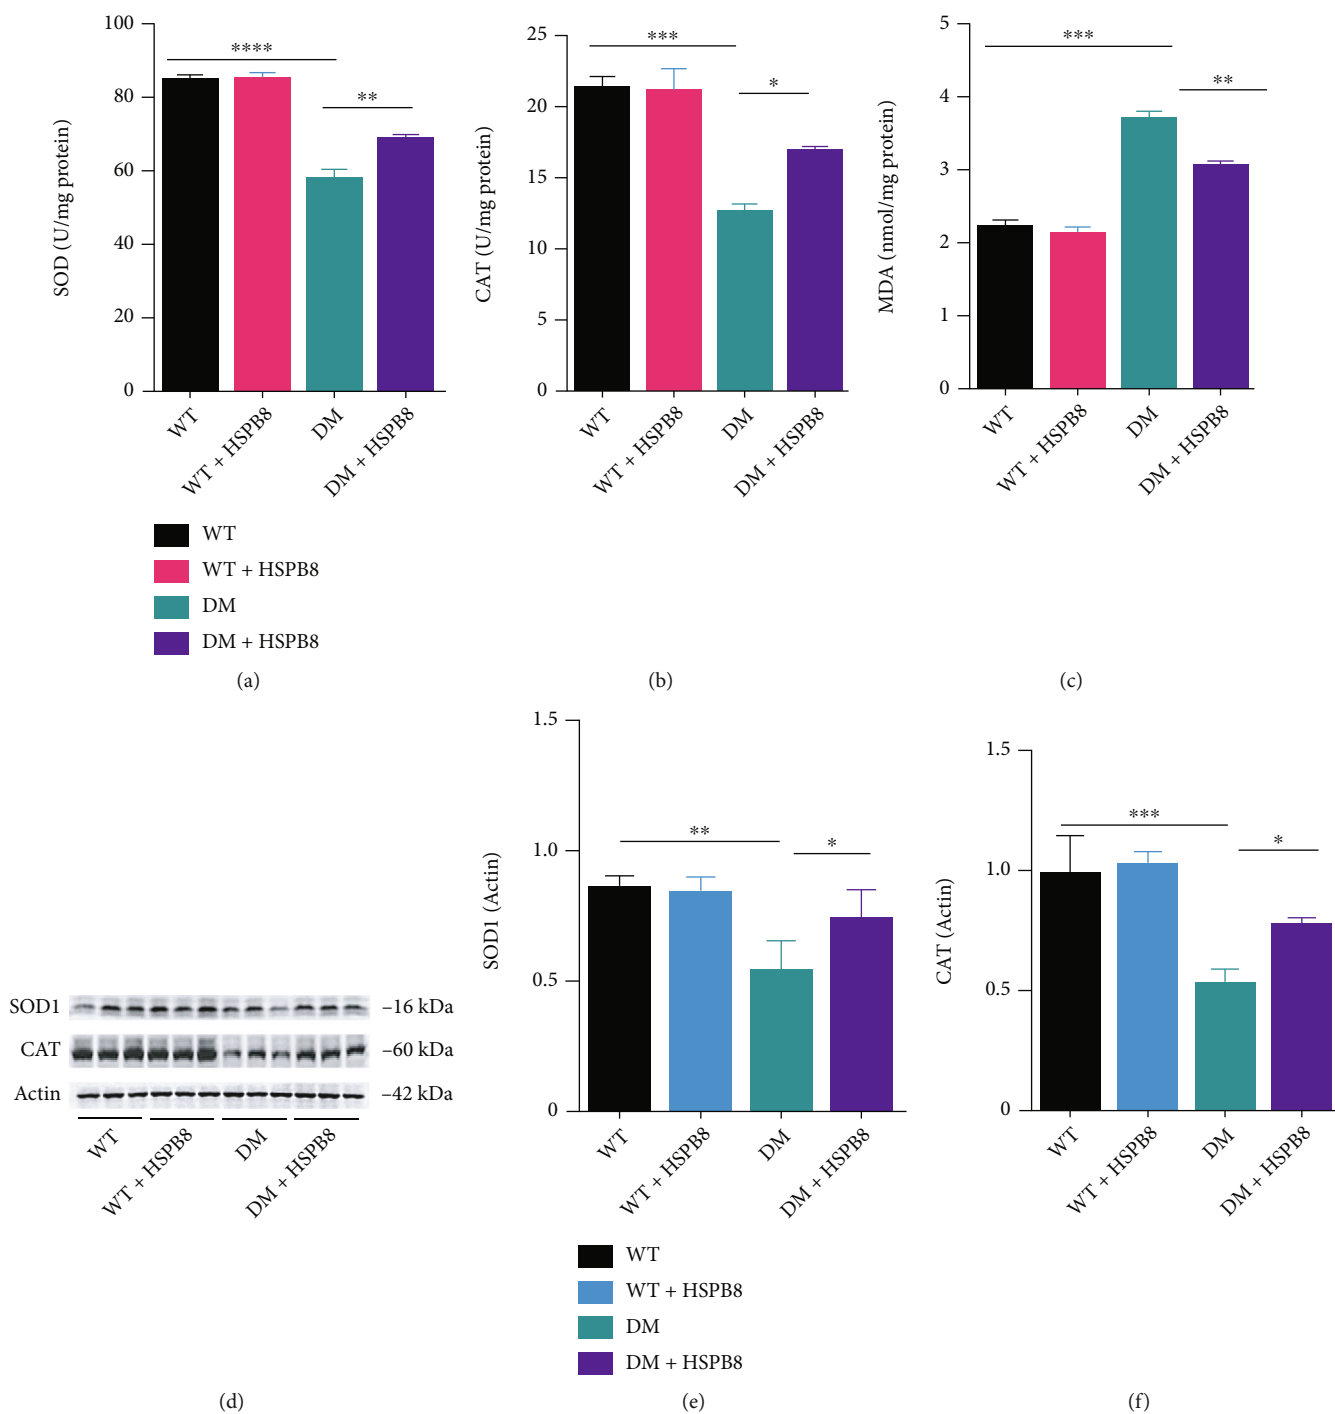 SOD (U/mg protein)
100
80
60
40
20
0
****
**
WT
WT + HSPB8
DM
DM + HSPB8
CAT (U/mg protein)
25
20
15
10
5
0
***
*
WT
WT + HSPB8
DM
DM + HSPB8
MDA (nmol/mg protein)
5
4
3
2
1
0
***
**
WT
WT + HSPB8
DM
DM + HSPB8
WT
WT + HSPB8
DM
DM + HSPB8
(a)
(b)
(c)
SOD1
–16 kDa
CAT
–60 kDa
Actin
–42 kDa
WT
WT + HSPB8
DM
DM + HSPB8
SOD1 (Actin)
1.5
1.0
0.5
0
**
*
WT
WT + HSPB8
DM
DM + HSPB8
CAT (Actin)
1.5
1.0
0.5
0
***
*
WT
WT + HSPB8
DM
DM + HSPB8
WT
WT + HSPB8
DM
DM + HSPB8
(d)
(e)
(f)